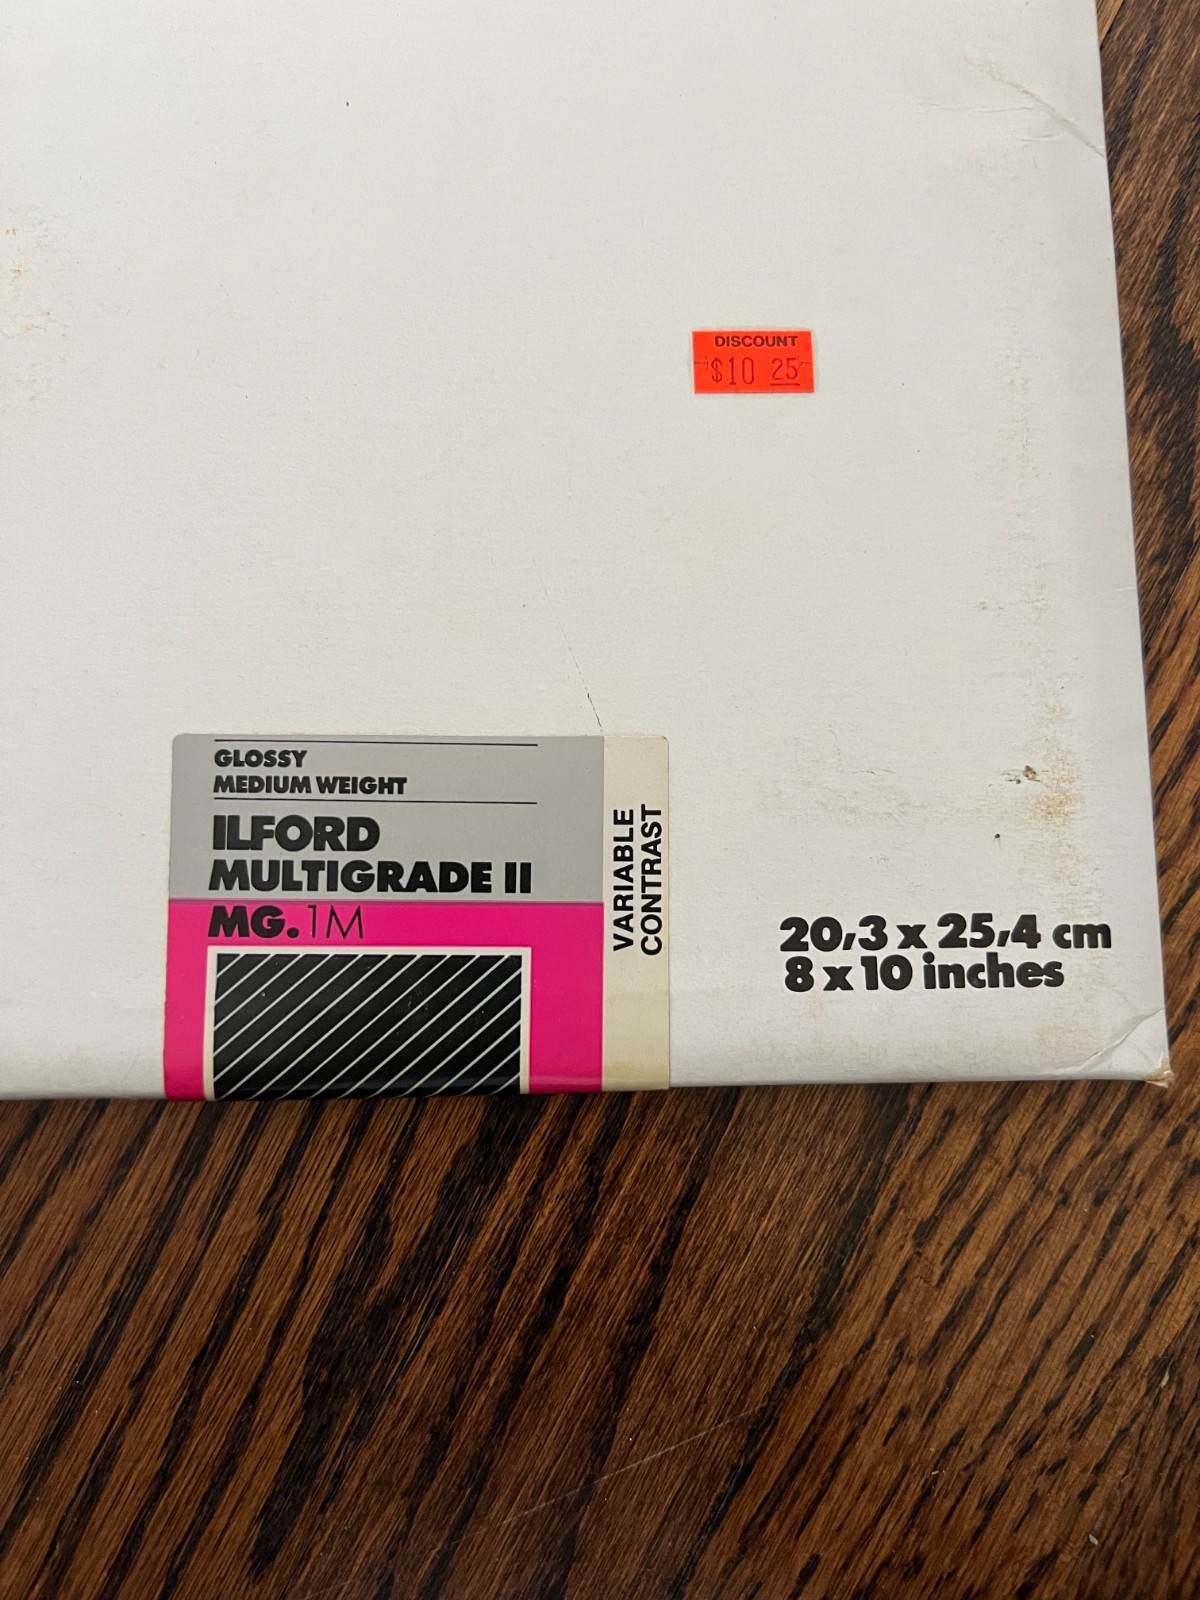 DISCOUNT
$10 25
GLOSSY
MEDIUM WEIGHT
ILFORD
MULTIGRADE II
MG.1M
VARIABLE
CONTRAST
20,3 x 25,4 cm
8 x 10 inches